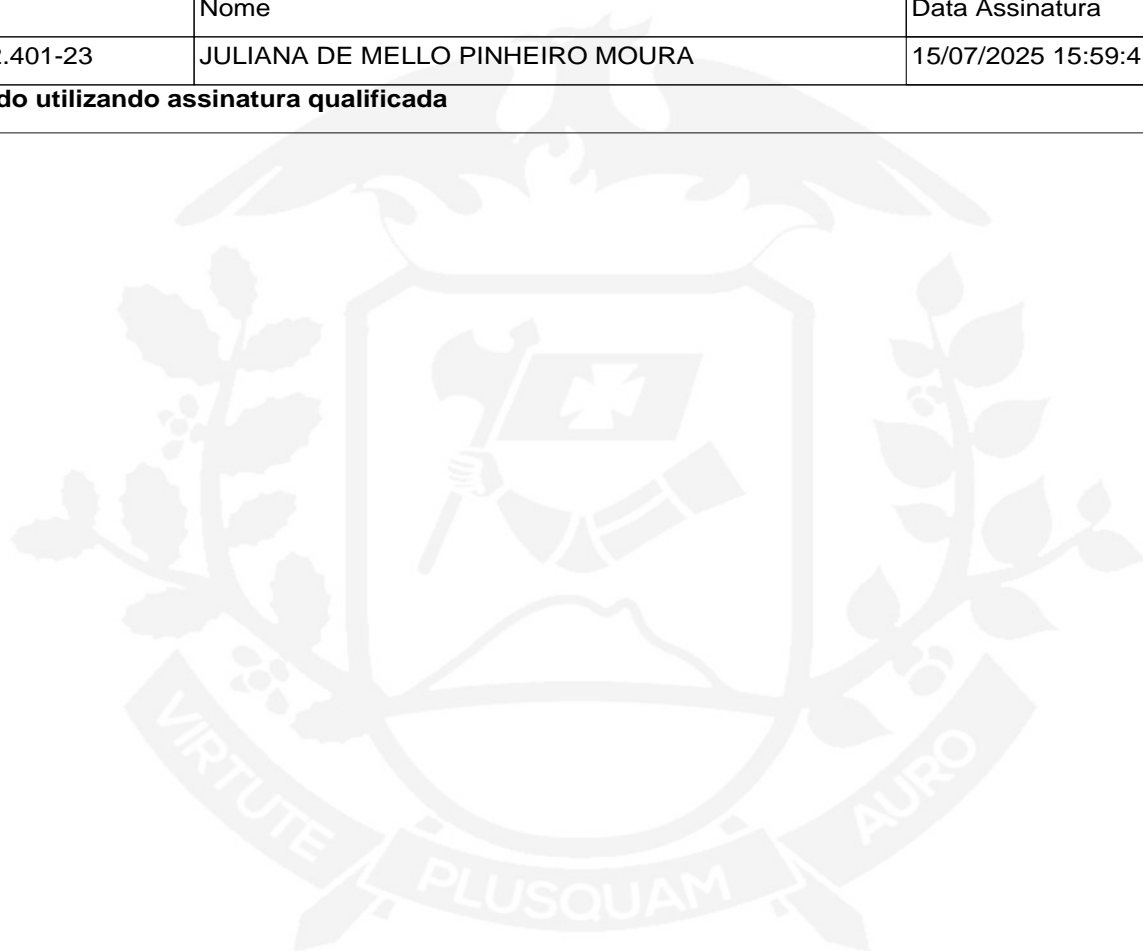 Nome Data Assinatura
.401-23 JULIANA DE MELLO PINHEIRO MOURA 15/07/2025 15:59:4
do utilizando assinatura qualificada
VIRTUTE PLUSQUAM AURO